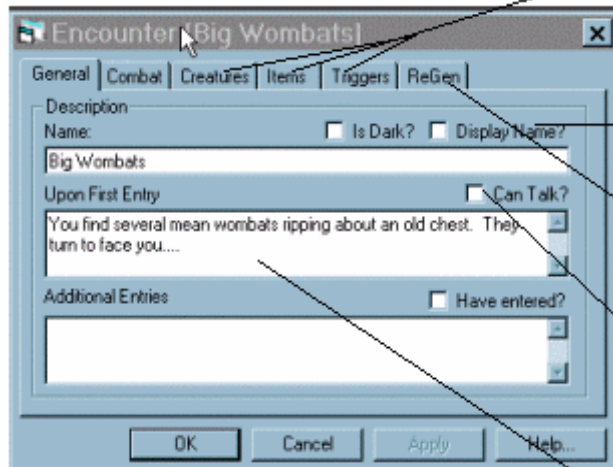 Encounter [Big Wombats]
General Combat Creatures Items Triggers ReGen
Description
Name: Is Dark? Display Name?
Big Wombats
Upon First Entry Can Talk?
You find several mean wombats ripping about an old chest. They
turn to face you....
Additional Entries Have entered?
OK Cancel Apply Help...